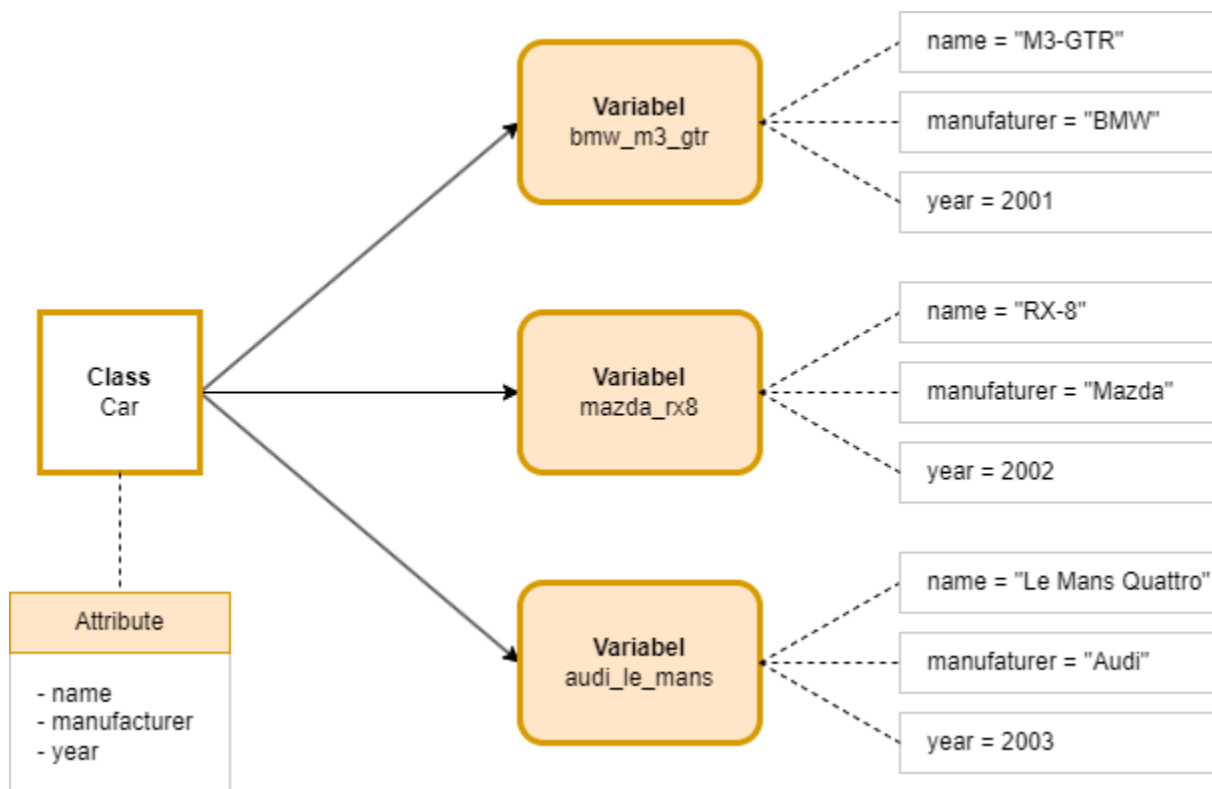 Class
Car
Attribute
- name
- manufacturer
- year
Variabel
bmw_m3_gtr
name = "M3-GTR"
manufaturer = "BMW"
year = 2001
Variabel
mazda_rx8
name = "RX-8"
manufaturer = "Mazda"
year = 2002
Variabel
audi_le_mans
name = "Le Mans Quattro"
manufaturer = "Audi"
year = 2003